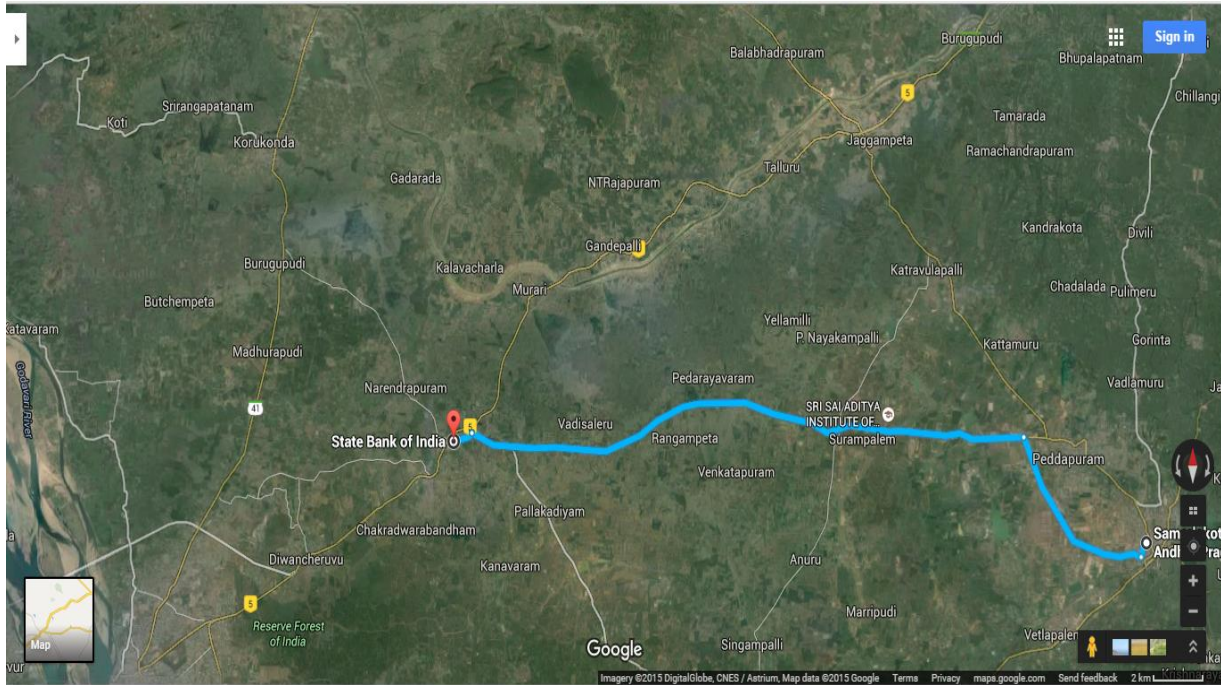 Burugupudi
Sign in
Balabhadrapuram
Bhupalapatnam
5
Chillangi
Srirangapatanam
Koti
Tamarada
Korukonda
Jaggampeta
Ramachandrapuram
Talluru
Gadarada
NTRajapuram
Kandrakota
Divili
Gandepalli
Burugupudi
Kalavacharla
Katravulapalli
Murari
Chadalada
Pulimeru
Butchempeta
Yellamilli
P. Nayakampalli
Gorinta
Madhurapudi
Kattamuru
Godavari River
Narendrapuram
Pedarayavaram
Vadlamuru
41
SRI SAI ADITYA
INSTITUTE OF...
5
Vadisaleru
State Bank of India
Rangampeta
Surampalem
Peddapuram
Venkatapuram
Pallakadiyam
Chakradwarabandham
Diwancheruvu
Kanavaram
Anuru
5
Marripudi
Reserve Forest
of India
Map
Google
Singampalli
Imagery ©2015 DigitalGlobe, CNES / Astrium, Map data ©2015 Google Terms Privacy maps.google.com Send feedback 2 km